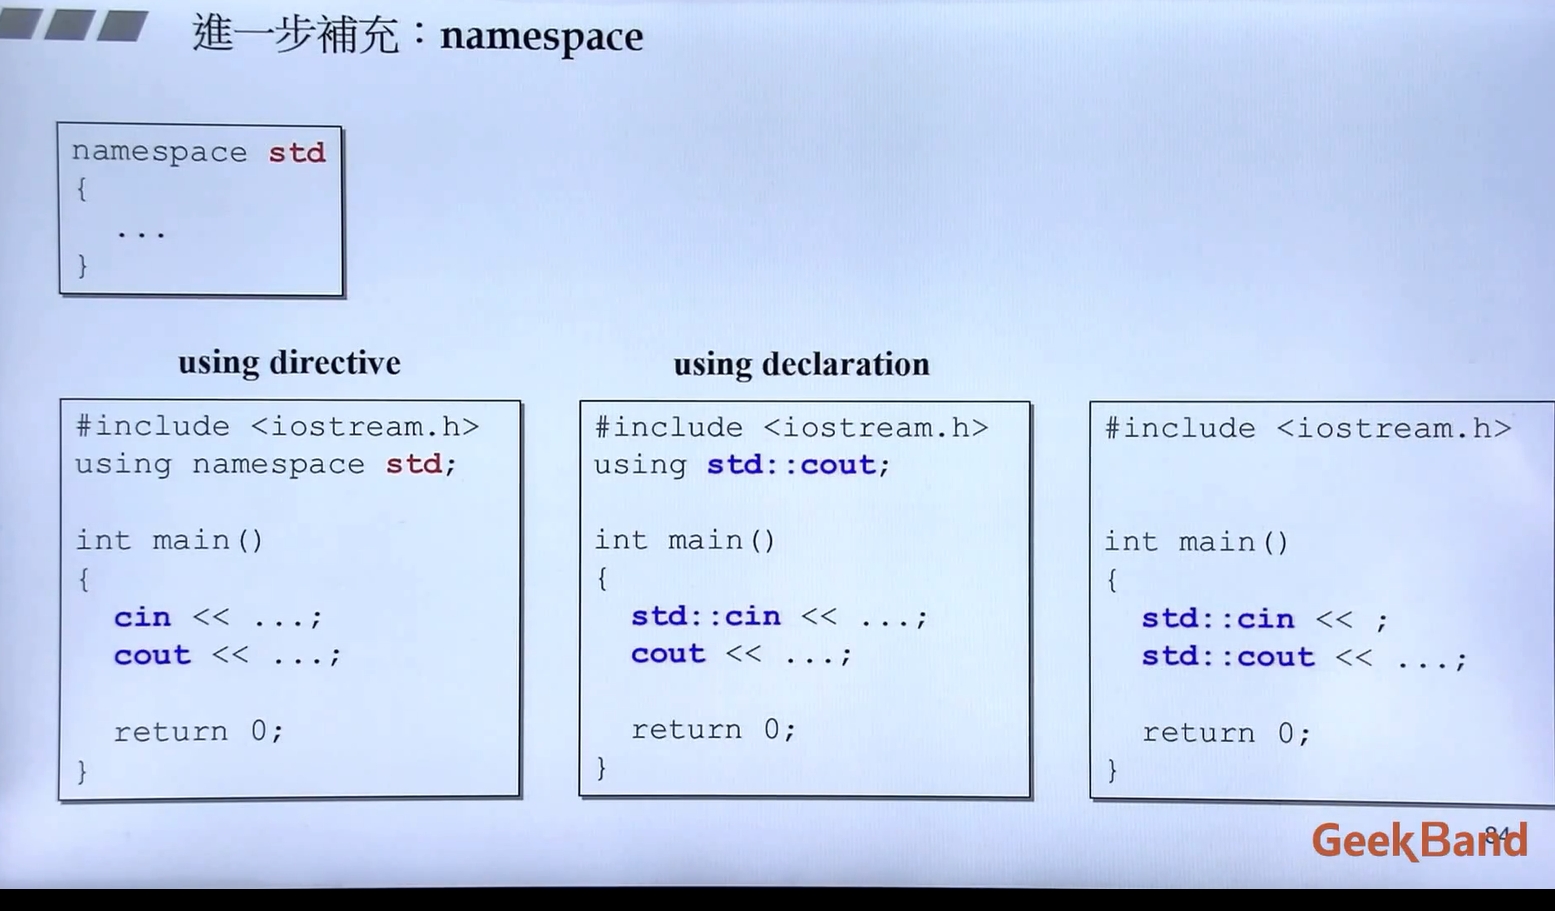 進一步補充：namespace
namespace std
{
...
}
using directive
#include <iostream.h>
using namespace std;
int main()
{
cin << ...;
cout << ...;
return 0;
}
using declaration
#include <iostream.h>
using std::cout;
int main()
{
std::cin << ...;
cout << ...;
return 0;
}
#include <iostream.h>
int main()
{
std::cin << ;
std::cout << ...;
return 0;
}
84
GeekBand